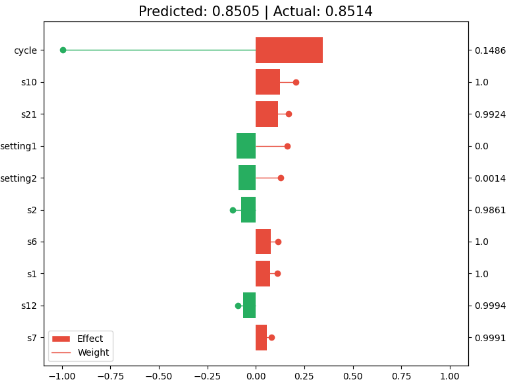 Predicted: 0.8505 | Actual: 0.8514
cycle 0.1486
s10 1.0
s21 0.9924
setting1 0.0
setting2 0.0014
s2 0.9861
s6 1.0
s1 1.0
s12 0.9994
s7 0.9991
Effect
Weight
−1.00 −0.75 −0.50 −0.25 0.00 0.25 0.50 0.75 1.00